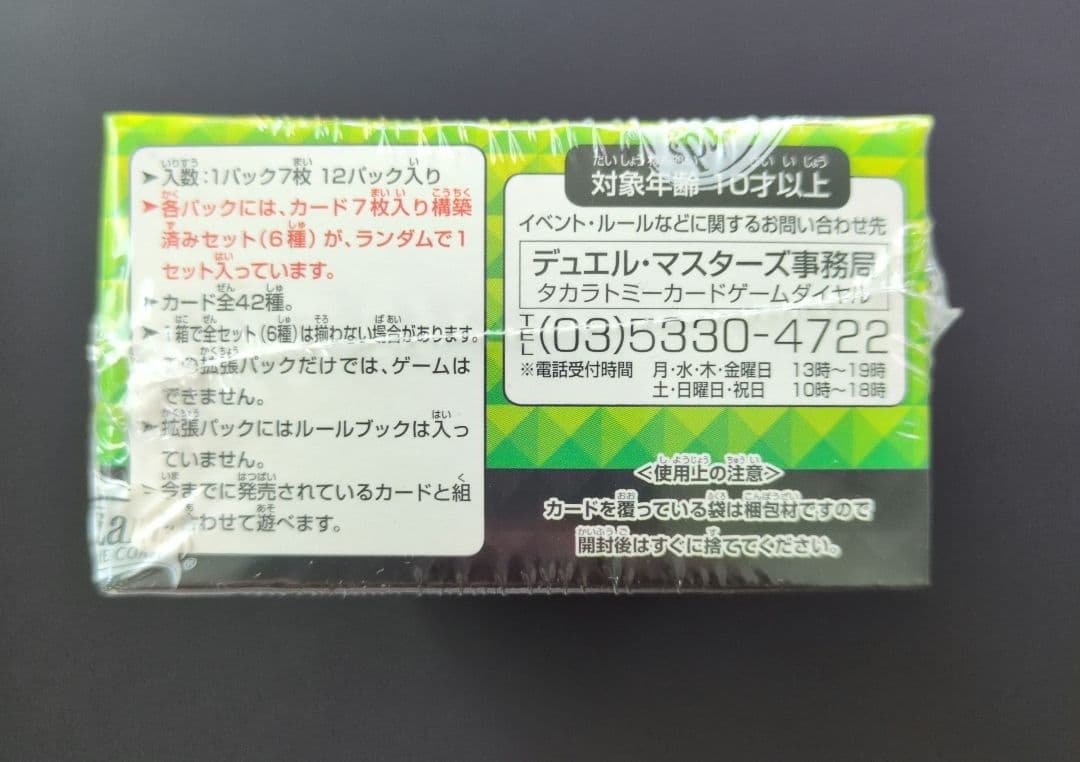 ➤入数:1パック7枚 12パック入り
➤各パックには、カード7枚入り構築
済みセット(6種)が、ランダムで1
セット入っています。
➤カード全42種。
➤1箱で全セット(6種)は揃わない場合があります。
の拡張パックだけでは、ゲームは
できません。
➤拡張パックにはルールブックは入っ
ていません。
今までに発売されているカードと組
合わせて遊べます。
対象年齢 10才以上
イベント・ルールなどに関するお問い合わせ先
デュエル・マスターズ事務局
タカラトミーカードゲームダイヤル
TEL(03)5330-4722
※電話受付時間 月・水・木・金曜日 13時～19時
土・日曜日・祝日 10時～18時
<使用上の注意>
カードを覆っている袋は梱包材ですので
開封後はすぐに捨ててください。